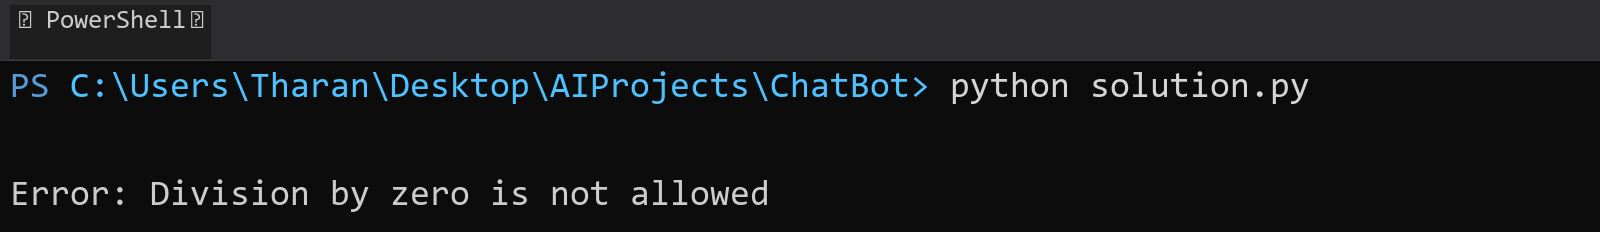 PowerShell
PS C:\Users\Tharan\Desktop\AIProjects\ChatBot> python solution.py
Error: Division by zero is not allowed